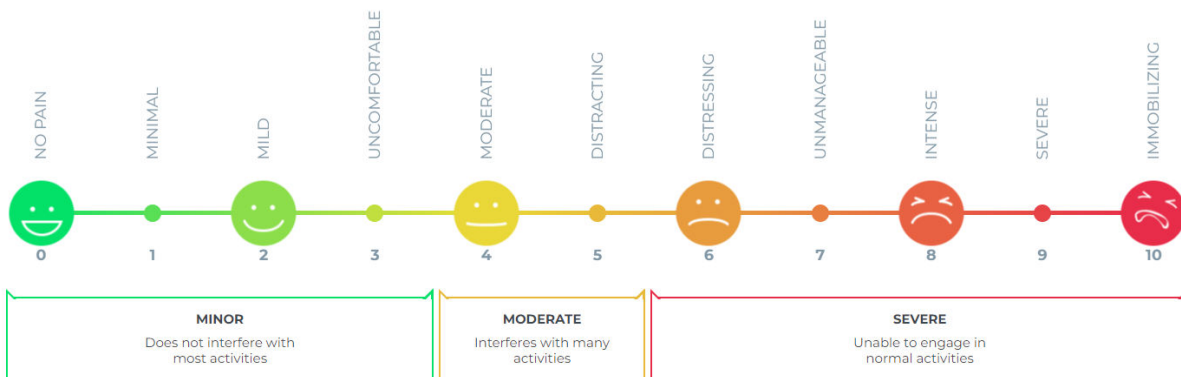 NO PAIN
MINIMAL
MILD
UNCOMFORTABLE
MODERATE
DISTRACTING
DISTRESSING
UNMANAGEABLE
INTENSE
SEVERE
IMMOBILIZING
0
1
2
3
4
5
6
7
8
9
10
MINOR
Does not interfere with
most activities
MODERATE
Interferes with many
activities
SEVERE
Unable to engage in
normal activities